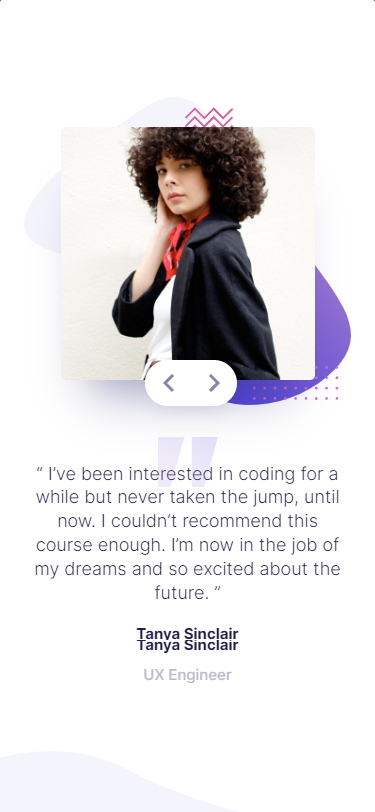 “ I’ve been interested in coding for a
while but never taken the jump, until
now. I couldn’t recommend this
course enough. I’m now in the job of
my dreams and so excited about the
future. ”
Tanya Sinclair
Tanya Sinclair
UX Engineer